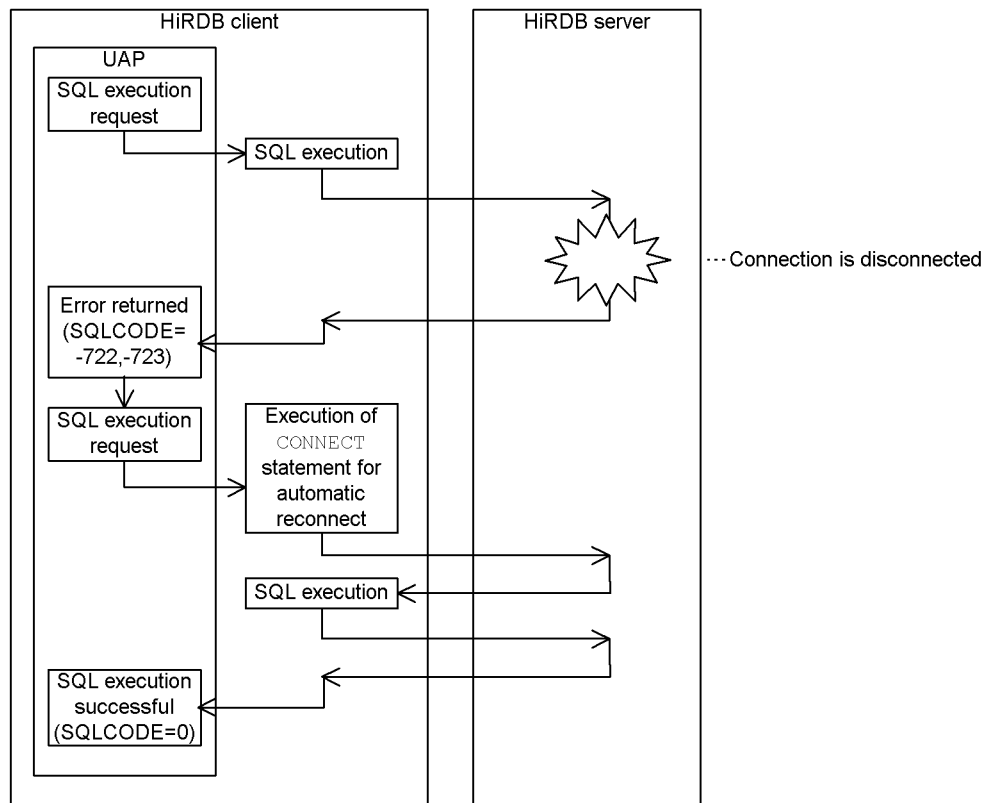 HiRDB client
HiRDB server
UAP
SQL execution
request
SQL execution
···Connection is disconnected
Error returned
(SQLCODE=
-722,-723)
SQL execution
request
Execution of
CONNECT
statement for
automatic
reconnect
SQL execution
SQL execution
successful
(SQLCODE=0)